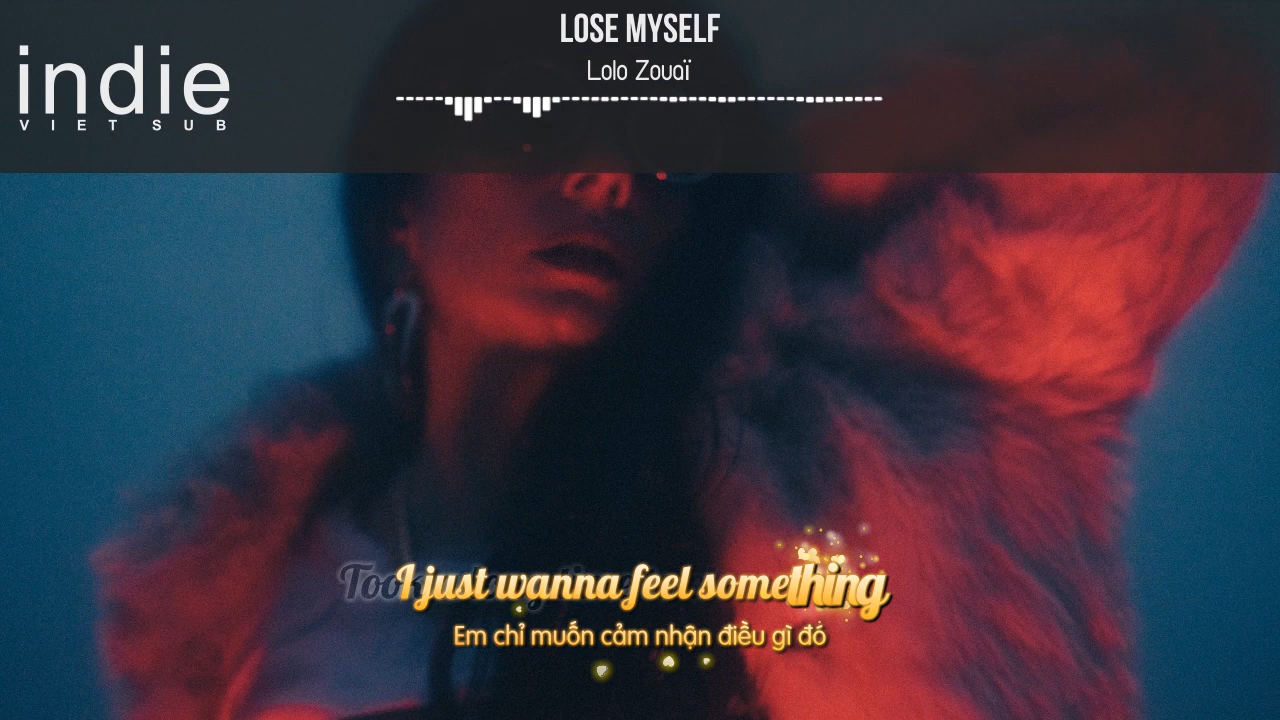 LOSE MYSELF
Lolo Zouaï
indie
VIET SUB
I just wanna feel something
Em chỉ muốn cảm nhận điều gì đó